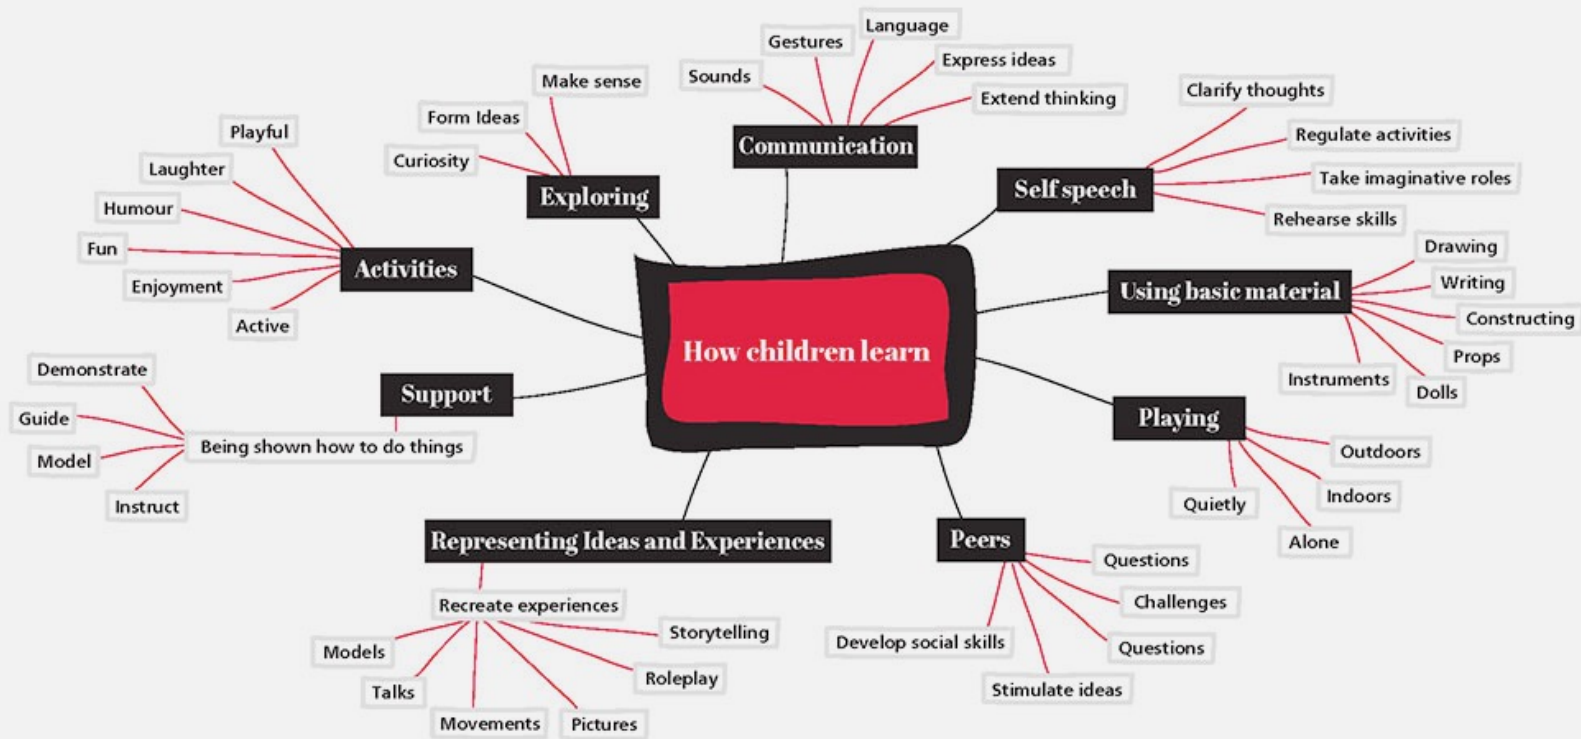 How children learn
Communication
Sounds
Gestures
Language
Express ideas
Extend thinking
Self speech
Clarify thoughts
Regulate activities
Take imaginative roles
Rehearse skills
Using basic material
Drawing
Writing
Constructing
Props
Dolls
Instruments
Playing
Outdoors
Indoors
Alone
Quietly
Peers
Questions
Challenges
Questions
Stimulate ideas
Develop social skills
Representing Ideas and Experiences
Recreate experiences
Storytelling
Roleplay
Pictures
Movements
Talks
Models
Support
Being shown how to do things
Demonstrate
Guide
Model
Instruct
Activities
Playful
Laughter
Humour
Fun
Enjoyment
Active
Exploring
Make sense
Form Ideas
Curiosity